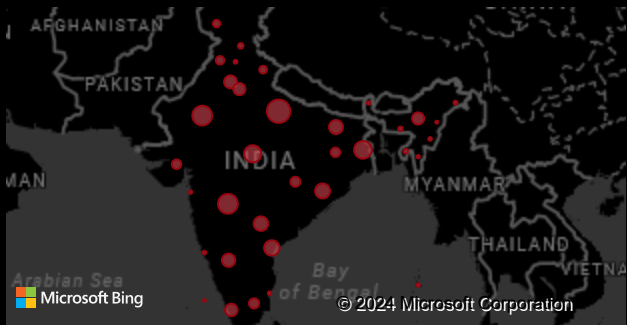 AFGHANISTAN
PAKISTAN
INDIA
MAN
MYANMAR
THAILAND
VIETNA
Arabian Sea
Bay
of Bengal
Microsoft Bing
© 2024 Microsoft Corporation